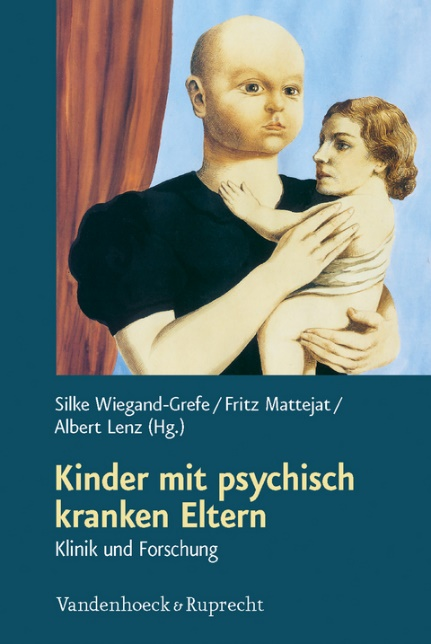 Silke Wiegand-Grefe/Fritz Mattejat/
Albert Lenz (Hg.)
Kinder mit psychisch
kranken Eltern
Klinik und Forschung
Vandenhoeck & Ruprecht